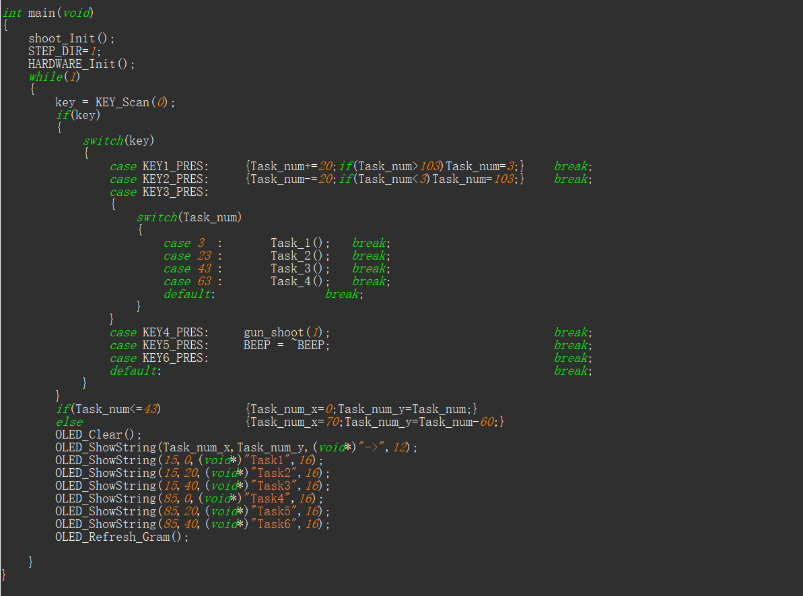 int main(void)
{
    shoot_Init();
    STEP_DIR=1;
    HARDWARE_Init();
    while(1)
    {
        key = KEY_Scan(0);
        if(key)
        {
            switch(key)
            {
                case KEY1_PRES:     {Task_num+=20;if(Task_num>103)Task_num=3;}    break;
                case KEY2_PRES:     {Task_num-=20;if(Task_num<3)Task_num=103;}    break;
                case KEY3_PRES:
                {
                    switch(Task_num)
                    {
                        case 3  :       Task_1();   break;
                        case 23 :       Task_2();   break;
                        case 43 :       Task_3();   break;
                        case 63 :       Task_4();   break;
                        default:                break;
                    }
                }
                case KEY4_PRES:     gun_shoot(1);                                 break;
                case KEY5_PRES:     BEEP = ~BEEP;                                 break;
                case KEY6_PRES:                                                   break;
                default:                                                          break;
            }
        }
        if(Task_num<=43)            {Task_num_x=0;Task_num_y=Task_num;}
        else                        {Task_num_x=70;Task_num_y=Task_num-60;}
        OLED_Clear();
        OLED_ShowString(Task_num_x,Task_num_y,(void*)"->",12);
        OLED_ShowString(15,0,(void*)"Task1",16);
        OLED_ShowString(15,20,(void*)"Task2",16);
        OLED_ShowString(15,40,(void*)"Task3",16);
        OLED_ShowString(85,0,(void*)"Task4",16);
        OLED_ShowString(85,20,(void*)"Task5",16);
        OLED_ShowString(85,40,(void*)"Task6",16);
        OLED_Refresh_Gram();
    }
}